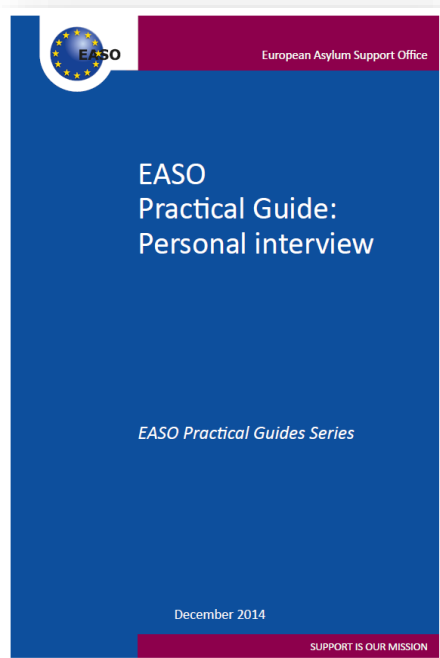 EASO
European Asylum Support Office
EASO
Practical Guide:
Personal interview
EASO Practical Guides Series
December 2014
SUPPORT IS OUR MISSION